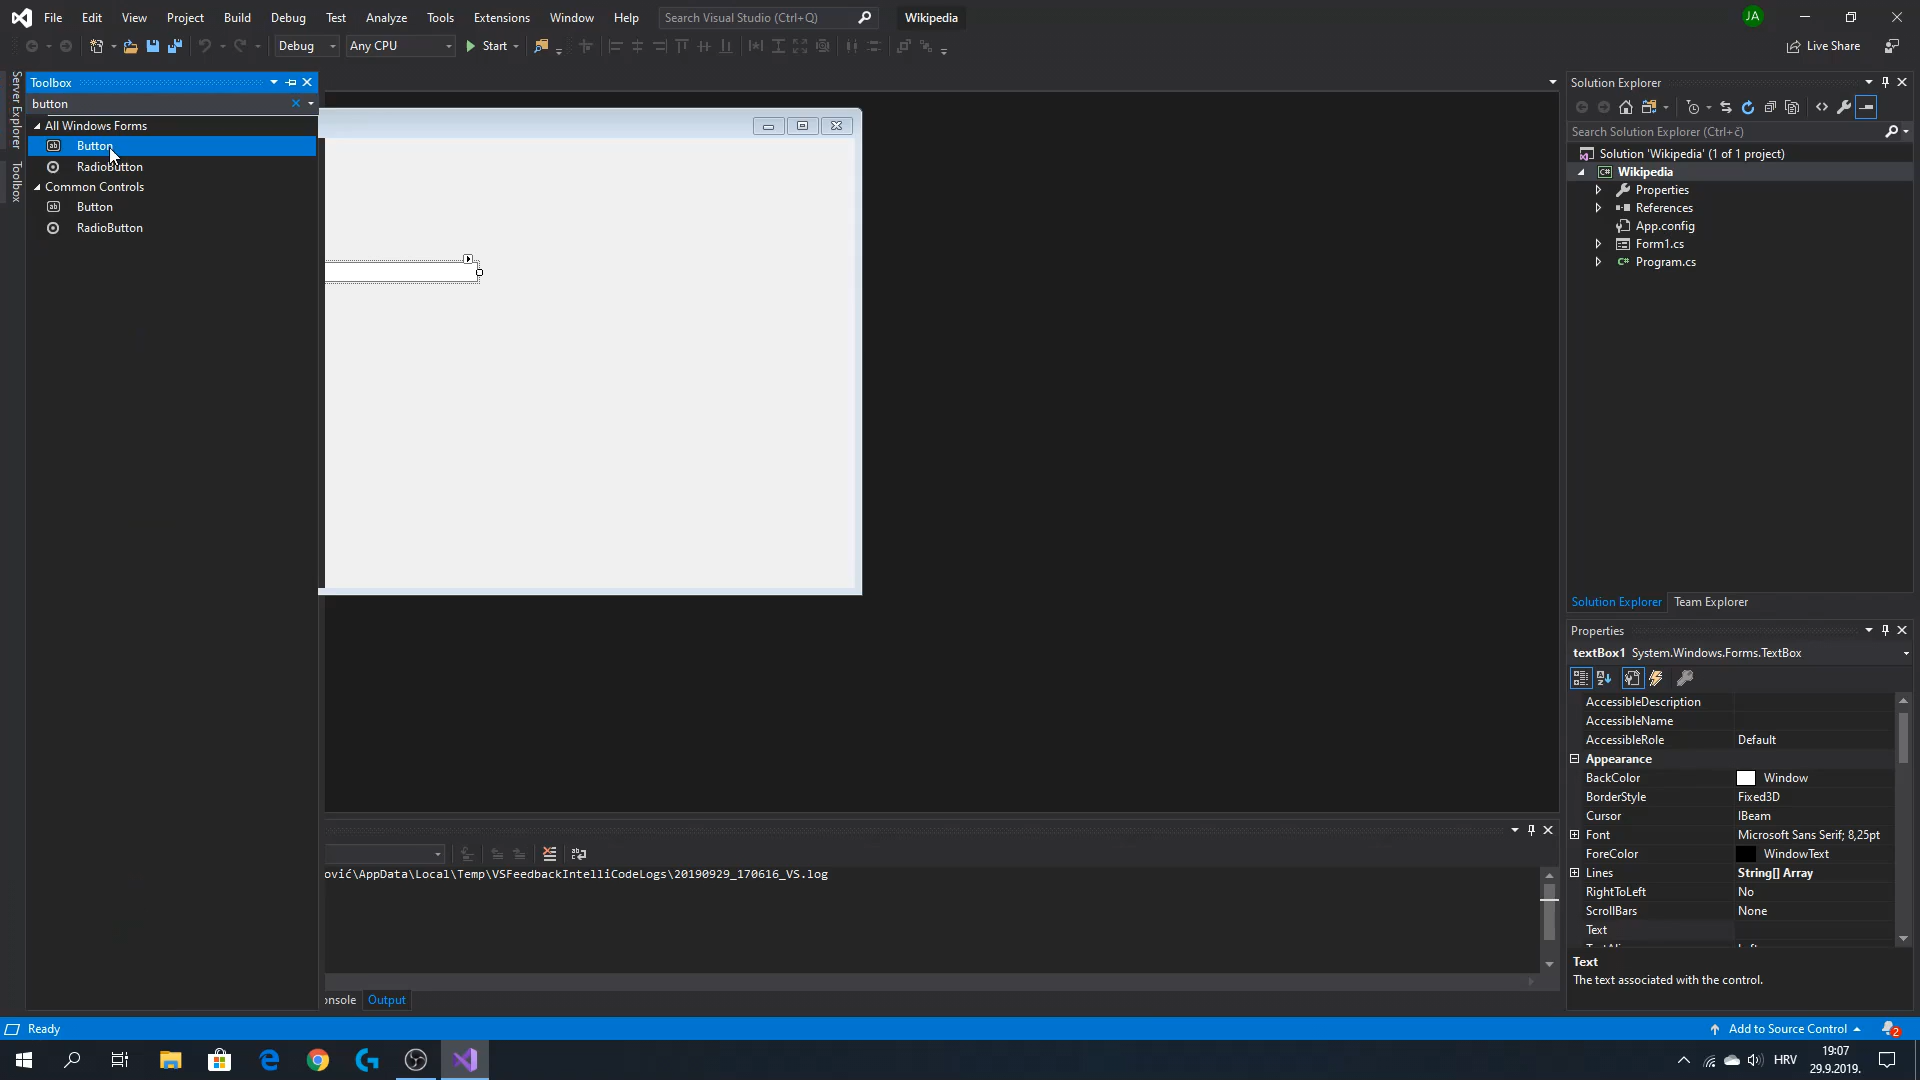 File Edit View Project Build Debug Test Analyze Tools Extensions Window Help Search Visual Studio (Ctrl+Q) Wikipedia JA
Debug Any CPU Start Live Share
Server Explorer
Toolbox
Toolbox
button
All Windows Forms
Button
RadioButton
Common Controls
Button
RadioButton
Solution Explorer
Search Solution Explorer (Ctrl+č)
Solution 'Wikipedia' (1 of 1 project)
C# Wikipedia
Properties
References
App.config
Form1.cs
C# Program.cs
Solution Explorer Team Explorer
Properties
textBox1 System.Windows.Forms.TextBox
AccessibleDescription
AccessibleName
AccessibleRole Default
Appearance
BackColor Window
BorderStyle Fixed3D
Cursor IBeam
Font Microsoft Sans Serif; 8,25pt
ForeColor WindowText
Lines String[] Array
RightToLeft No
ScrollBars None
Text
Text
The text associated with the control.
ović\AppData\Local\Temp\VSFeedbackIntelliCodeLogs\20190929_170616_VS.log
onsole Output
Ready Add to Source Control 2
HRV 19:07
29.9.2019.